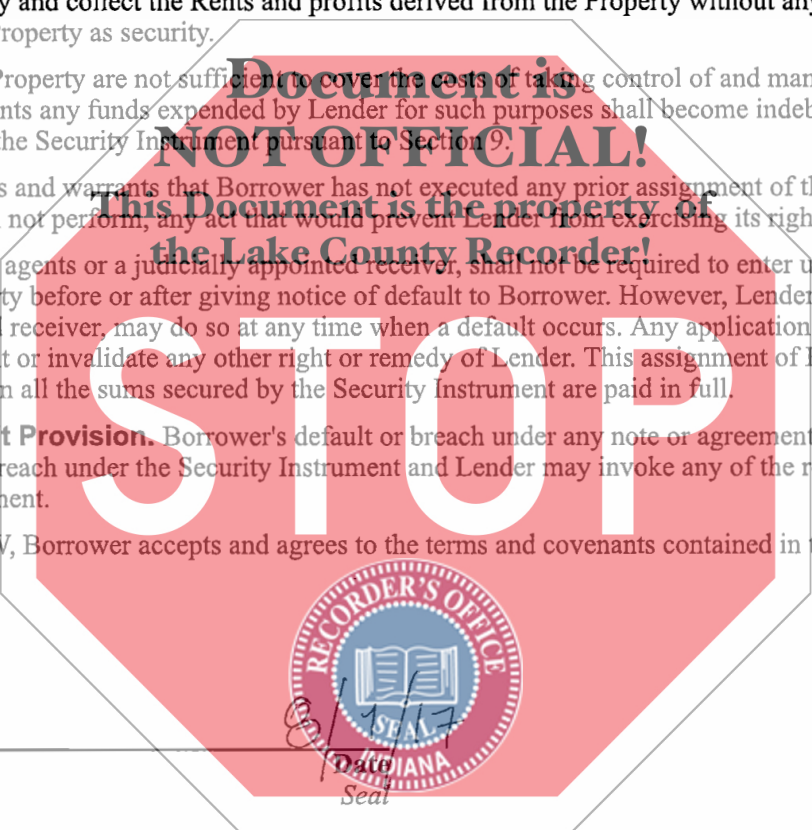 y and collect the Rents and profits derived from the Property without any
Property as security.
Document is
Property are not sufficient to cover the costs of taking control of and man
nts any funds expended by Lender for such purposes shall become indeb
the Security Instrument pursuant to Section 9.
NOT OFFICIAL!
s and warrants that Borrower has not executed any prior assignment of th
This Document is the property of
not perform, any act that would prevent Lender from exercising its righ
the Lake County Recorder!
agents or a judicially appointed receiver, shall not be required to enter u
ty before or after giving notice of default to Borrower. However, Lender
receiver, may do so at any time when a default occurs. Any application
t or invalidate any other right or remedy of Lender. This assignment of
n all the sums secured by the Security Instrument are paid in full.
STOP
t Provision. Borrower's default or breach under any note or agreement
reach under the Security Instrument and Lender may invoke any of the r
ment.
, Borrower accepts and agrees to the terms and covenants contained in
RECORDER'S OFFICE
SEAL
INDIANA
/17
Date
Seal